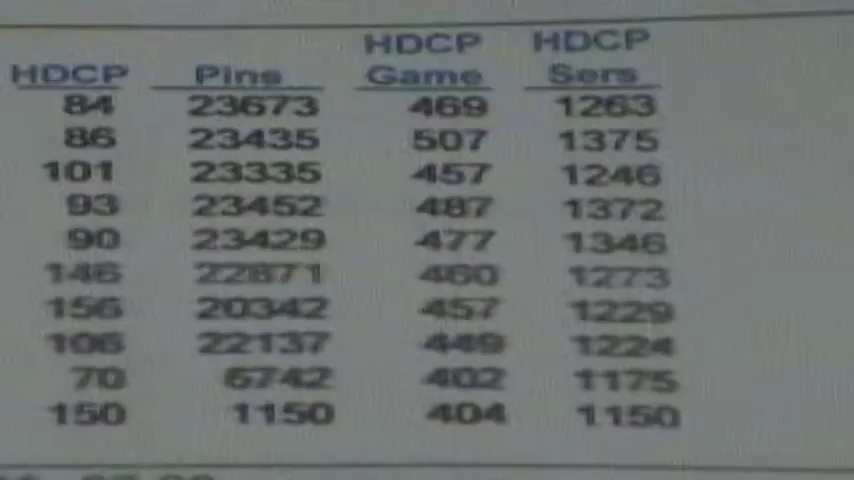 HDCP HDCP
HDCP Pins Game Sers
84 23673 469 1263
86 23435 507 1375
101 23335 457 1246
93 23452 487 1372
90 23429 477 1346
146 22871 460 1273
156 20342 457 1229
106 22137 449 1224
70 6742 402 1175
150 1150 404 1150